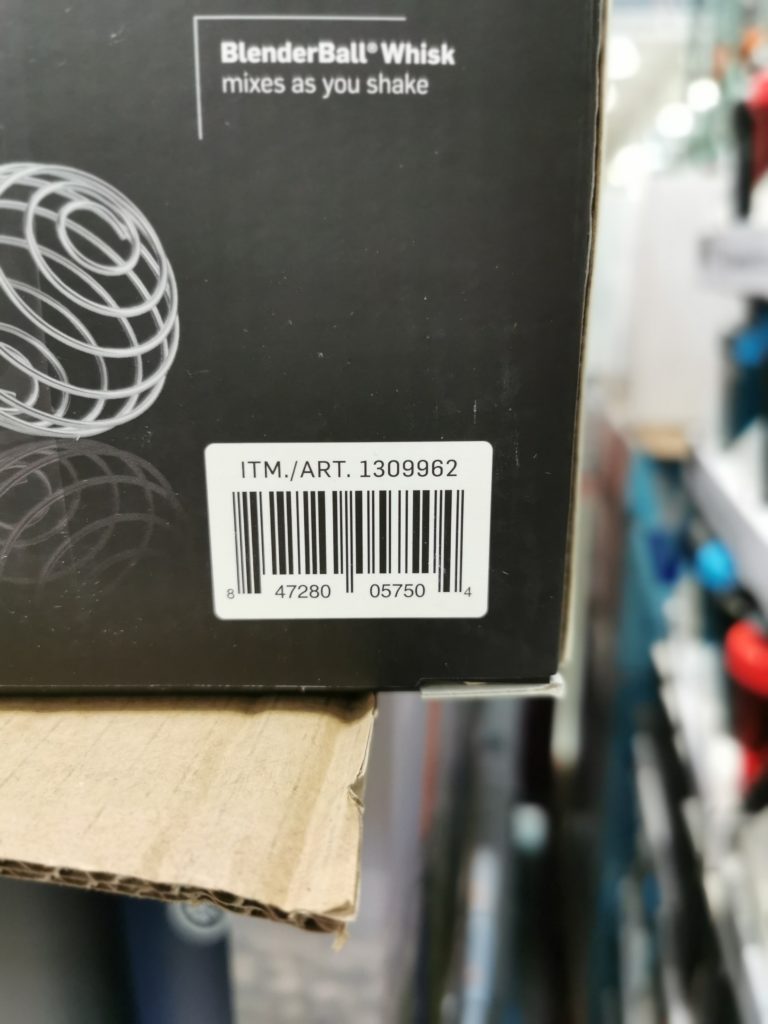 BlenderBall® Whisk
mixes as you shake
ITM./ART. 1309962
8 47280 05750 4